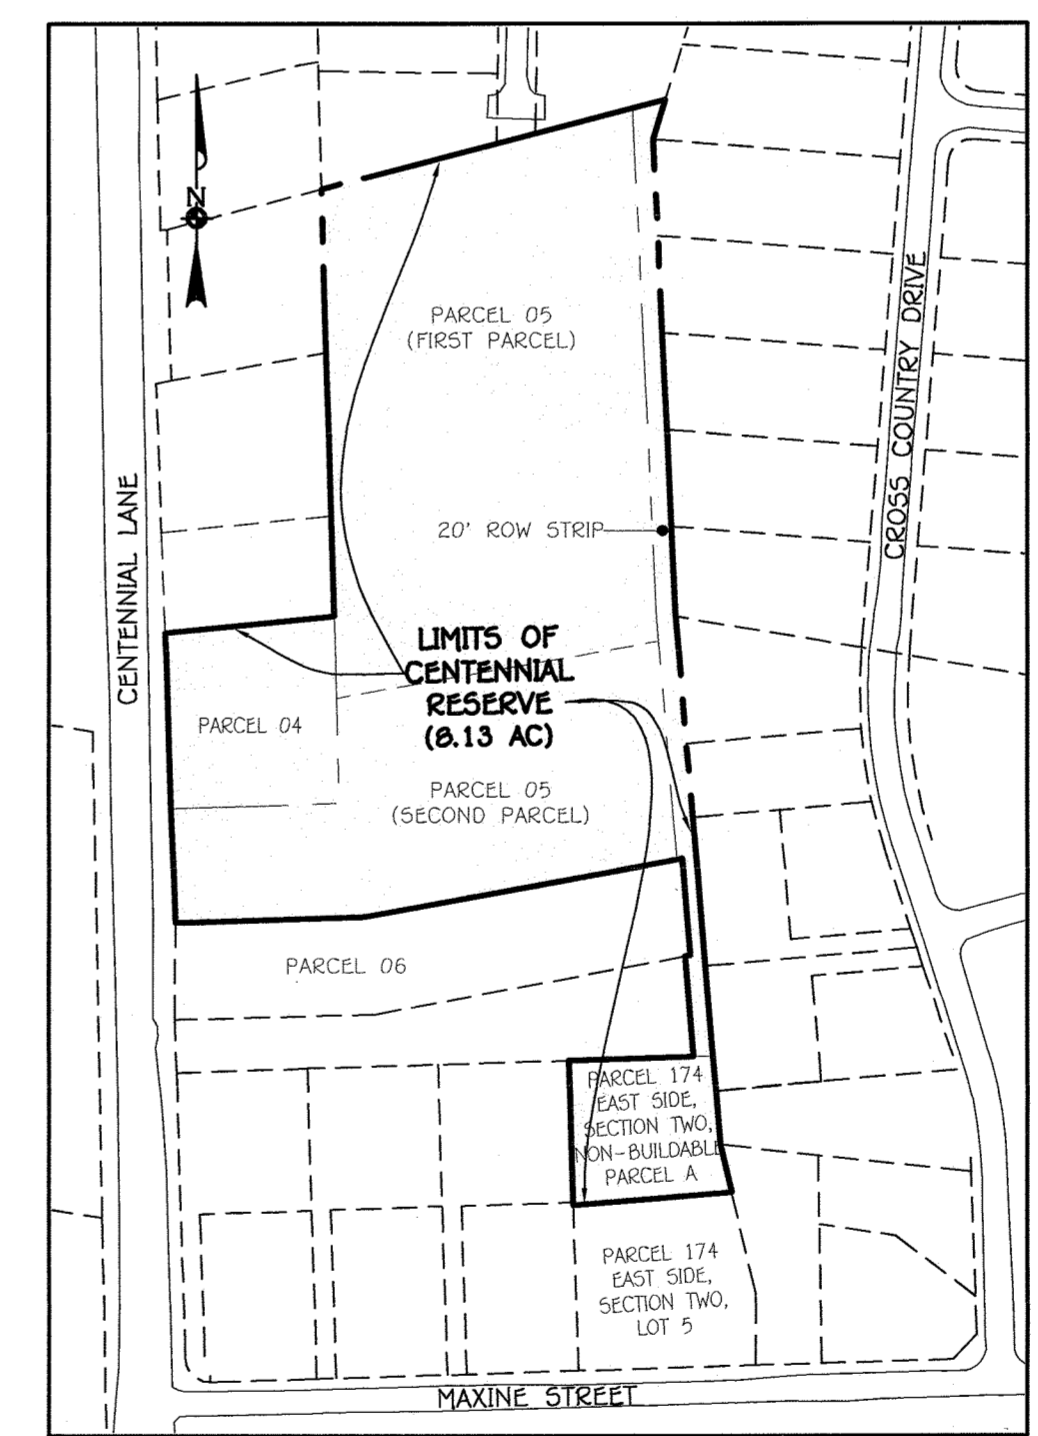 N
PARCEL 05
(FIRST PARCEL)
CROSS COUNTRY DRIVE
20' ROW STRIP
CENTENNIAL LANE
LIMITS OF
CENTENNIAL
RESERVE
(8.13 AC)
PARCEL 04
PARCEL 05
(SECOND PARCEL)
PARCEL 06
PARCEL 174
EAST SIDE,
SECTION TWO,
NON-BUILDABLE
PARCEL A
PARCEL 174
EAST SIDE,
SECTION TWO,
LOT 5
MAXINE STREET